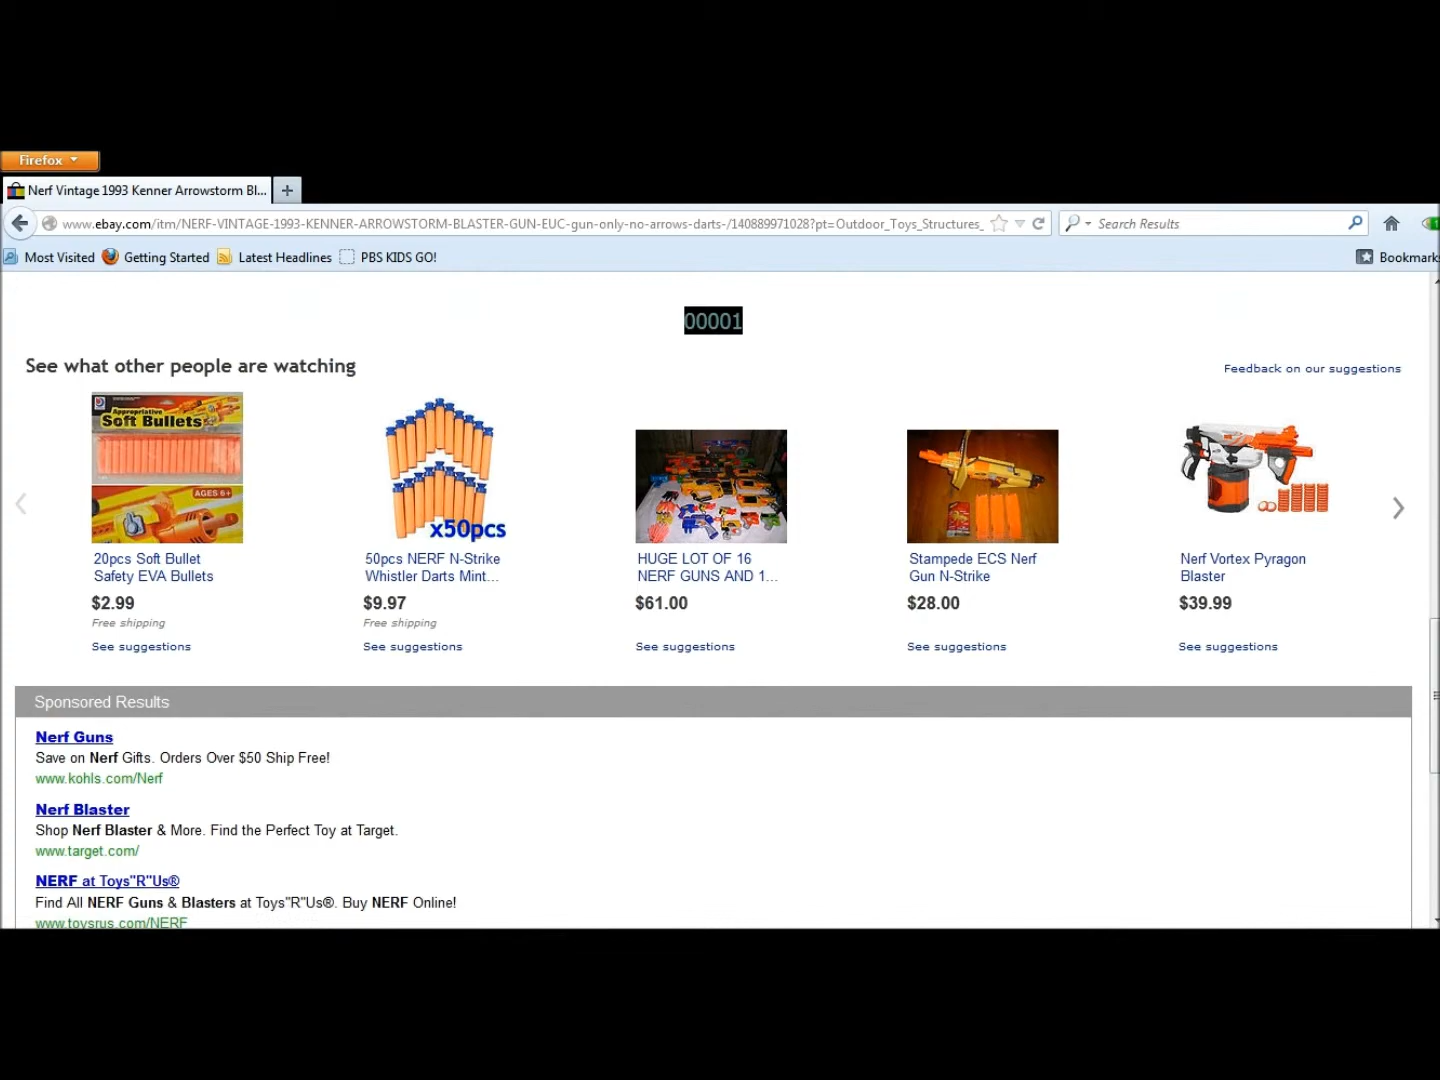 Firefox
Nerf Vintage 1993 Kenner Arrowstorm Bl...
www.ebay.com/itm/NERF-VINTAGE-1993-KENNER-ARROWSTORM-BLASTER-GUN-EUC-gun-only-no-arrows-darts-/140889971028?pt=Outdoor_Toys_Structures_
Search Results
Most Visited Getting Started Latest Headlines PBS KIDS GO!
Bookmark
00001
See what other people are watching
Feedback on our suggestions
Appropriative
Soft Bullets
AGES 6+
x50pcs
20pcs Soft Bullet
Safety EVA Bullets
$2.99
Free shipping
See suggestions
50pcs NERF N-Strike
Whistler Darts Mint...
$9.97
Free shipping
See suggestions
HUGE LOT OF 16
NERF GUNS AND 1...
$61.00
See suggestions
Stampede ECS Nerf
Gun N-Strike
$28.00
See suggestions
Nerf Vortex Pyragon
Blaster
$39.99
See suggestions
Sponsored Results
Nerf Guns
Save on Nerf Gifts. Orders Over $50 Ship Free!
www.kohls.com/Nerf
Nerf Blaster
Shop Nerf Blaster & More. Find the Perfect Toy at Target.
www.target.com/
NERF at Toys"R"Us®
Find All NERF Guns & Blasters at Toys"R"Us®. Buy NERF Online!
www.toysrus.com/NERF